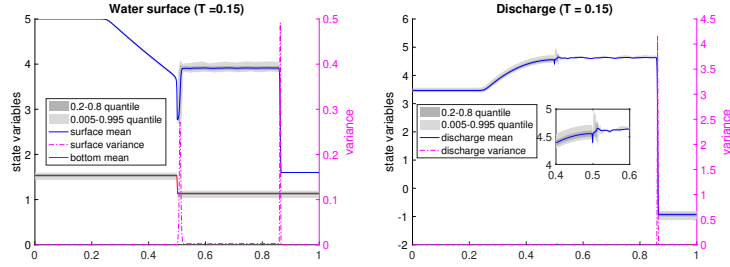 Water surface (T =0.15)
6
5
4
3
2
1
0
state variables
0.5
0.4
0.3
0.2
0.1
0
variance
0.2-0.8 quantile
0.005-0.995 quantile
surface mean
surface variance
bottom mean
0 0.2 0.4 0.6 0.8 1
Discharge (T = 0.15)
6
5
4
3
2
1
0
-1
-2
state variables
4.5
4
3.5
3
2.5
2
1.5
1
0.5
0
variance
0.2-0.8 quantile
0.005-0.995 quantile
discharge mean
discharge variance
5
4.5
4
0.4 0.5 0.6
0 0.2 0.4 0.6 0.8 1